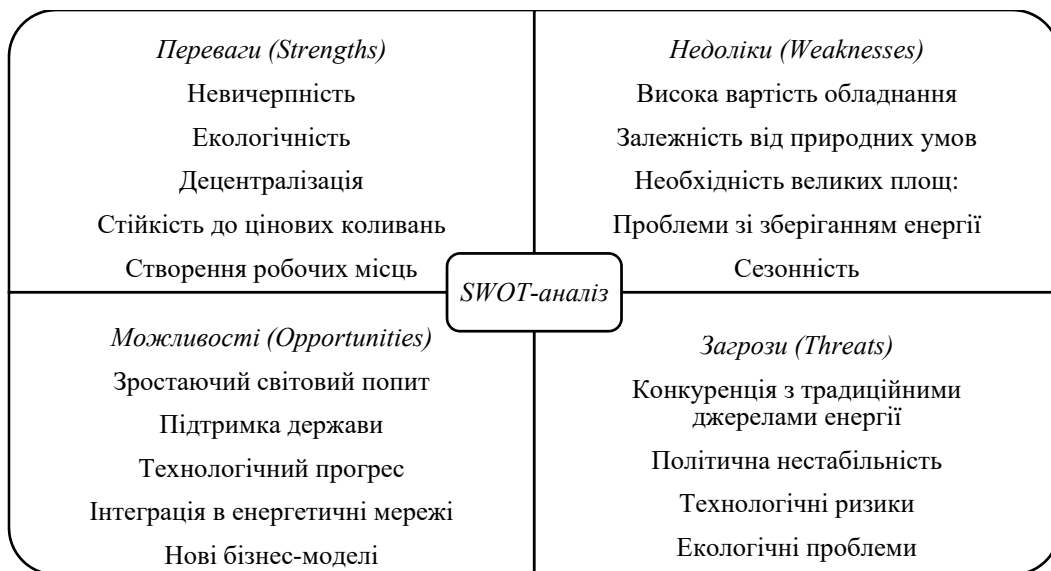 Переваги (Strengths)
Невичерпність
Екологічність
Децентралізація
Стійкість до цінових коливань
Створення робочих місць
Недоліки (Weaknesses)
Висока вартість обладнання
Залежність від природних умов
Необхідність великих площ:
Проблеми зі зберіганням енергії
Сезонність
SWOT-аналіз
Можливості (Opportunities)
Зростаючий світовий попит
Підтримка держави
Технологічний прогрес
Інтеграція в енергетичні мережі
Нові бізнес-моделі
Загрози (Threats)
Конкуренція з традиційними
джерелами енергії
Політична нестабільність
Технологічні ризики
Екологічні проблеми